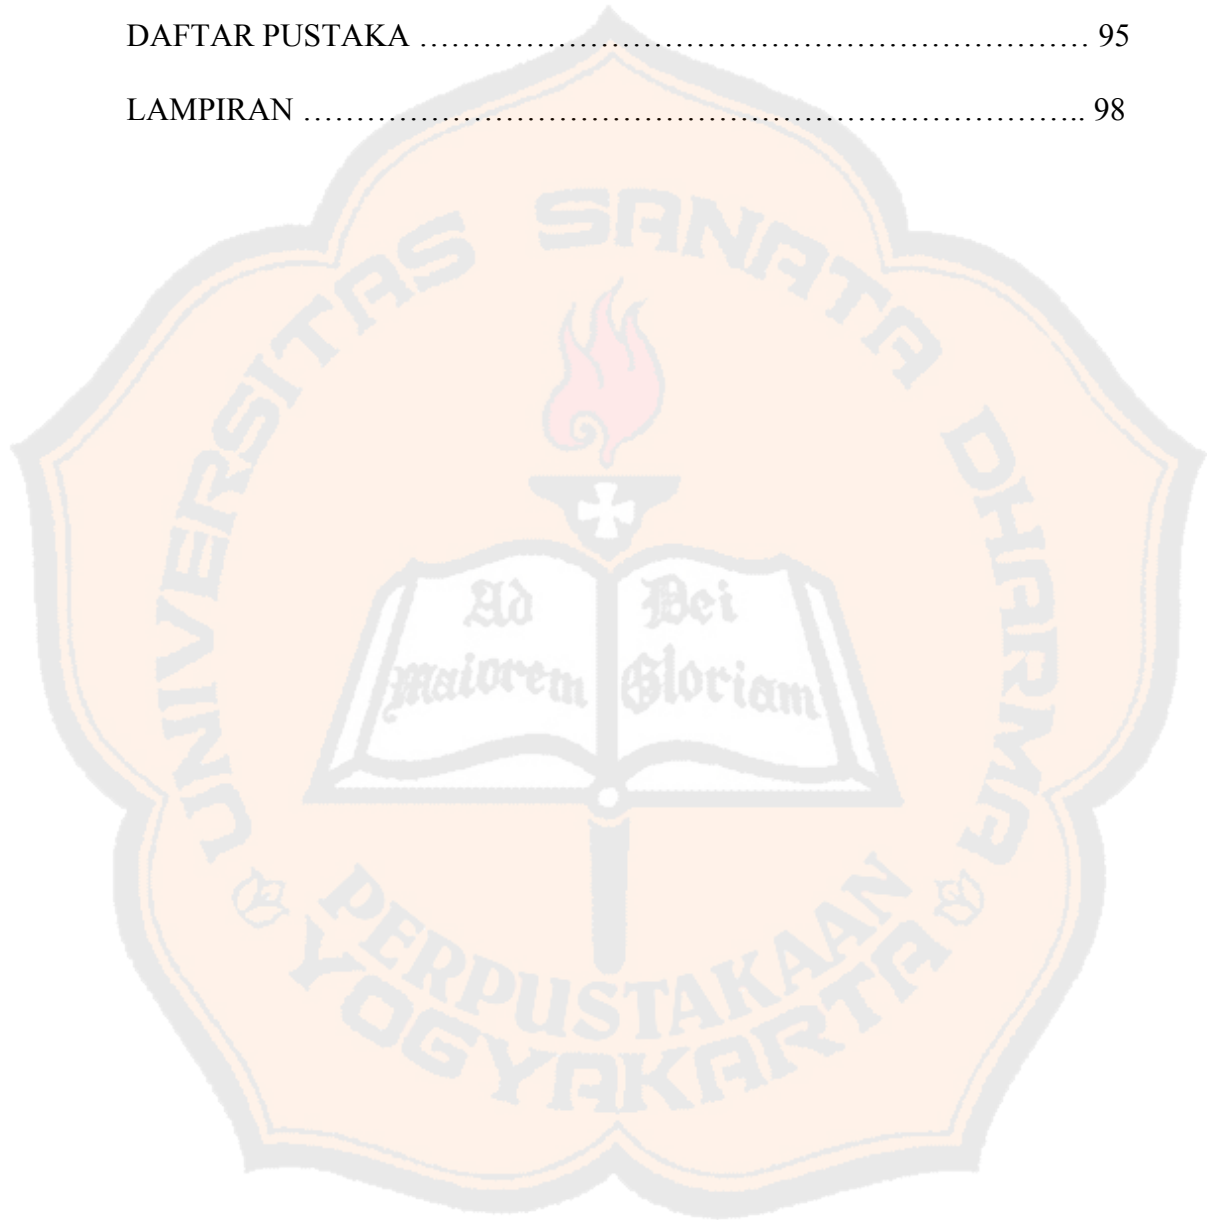 DAFTAR PUSTAKA ……………………………………………………… 95
LAMPIRAN ……………………………………………………………….. 98
UNIVERSITAS SANATA DHARMA
Ad Dei
Maiorem Gloriam
PERPUSTAKAAN
YOGYAKARTA